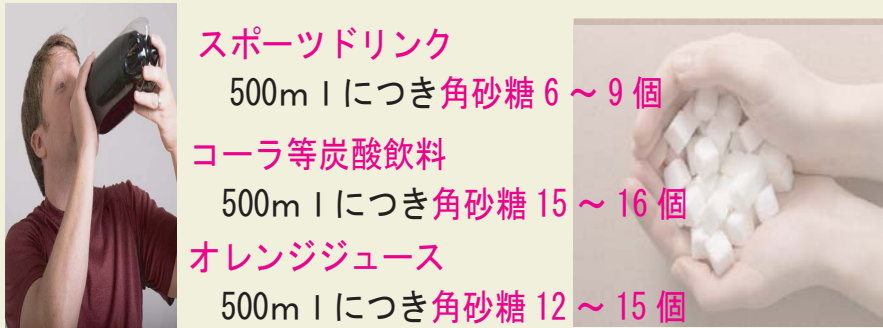 スポーツドリンク
500mlにつき角砂糖6～9個
コーラ等炭酸飲料
500mlにつき角砂糖15～16個
オレンジジュース
500mlにつき角砂糖12～15個